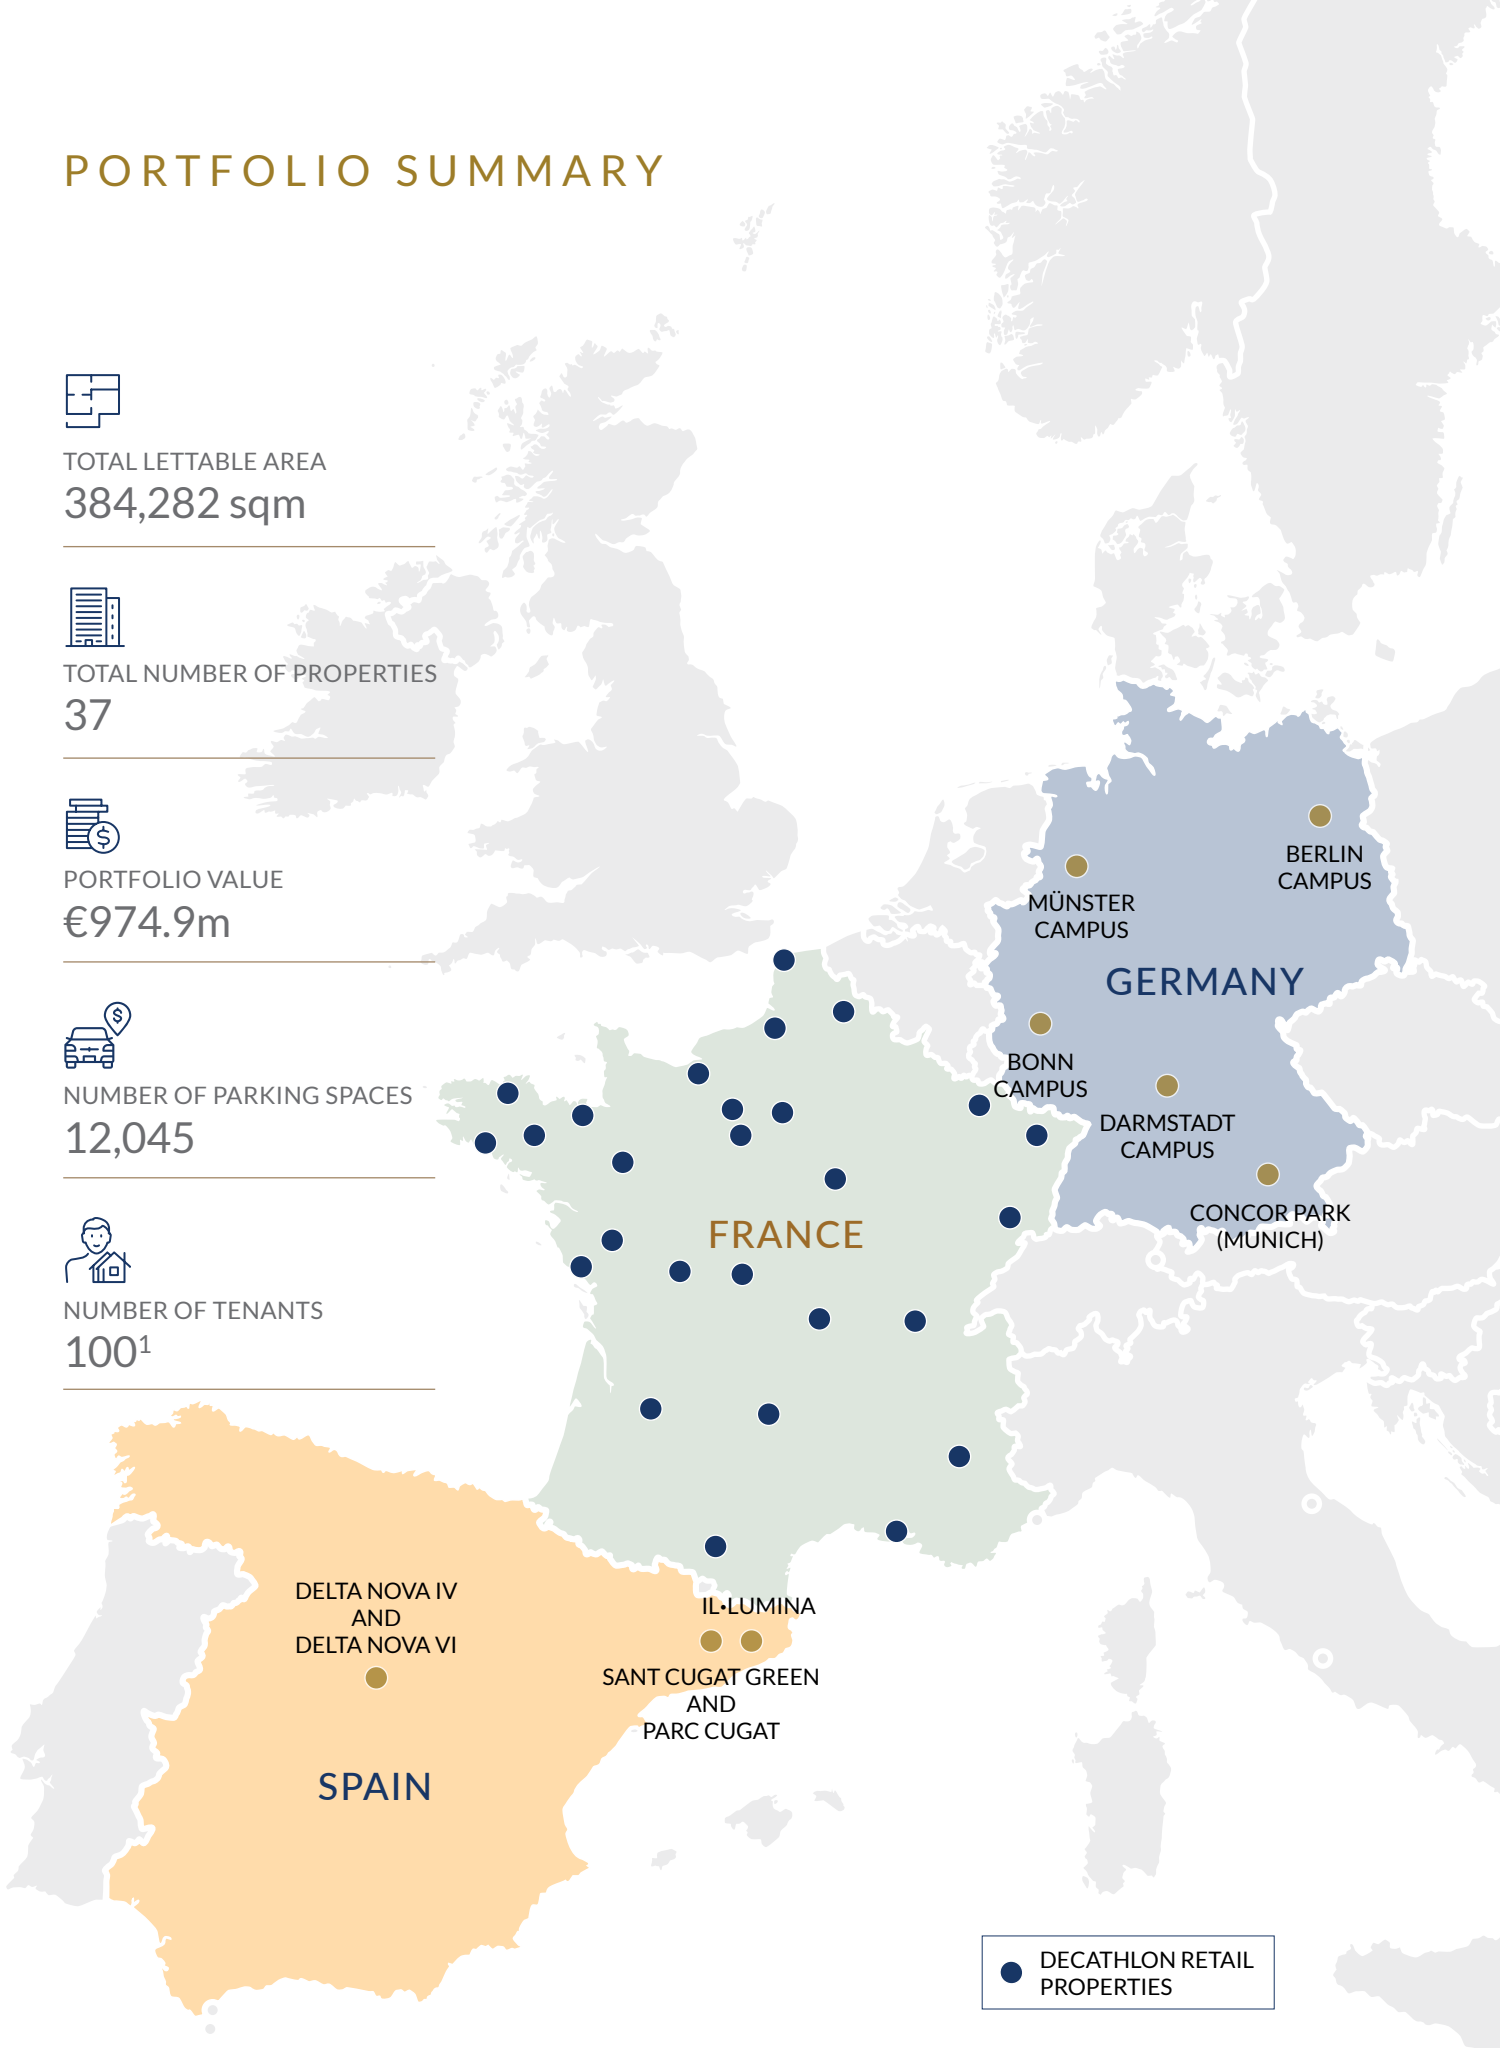 PORTFOLIO SUMMARY
TOTAL LETTABLE AREA
384,282 sqm
TOTAL NUMBER OF PROPERTIES
37
PORTFOLIO VALUE
€974.9m
NUMBER OF PARKING SPACES
12,045
NUMBER OF TENANTS
100¹
BERLIN
CAMPUS
MÜNSTER
CAMPUS
GERMANY
BONN
CAMPUS
DARMSTADT
CAMPUS
CONCOR PARK
(MUNICH)
FRANCE
DELTA NOVA IV
AND
DELTA NOVA VI
IL•LUMINA
SANT CUGAT GREEN
AND
PARC CUGAT
SPAIN
DECATHLON RETAIL
PROPERTIES